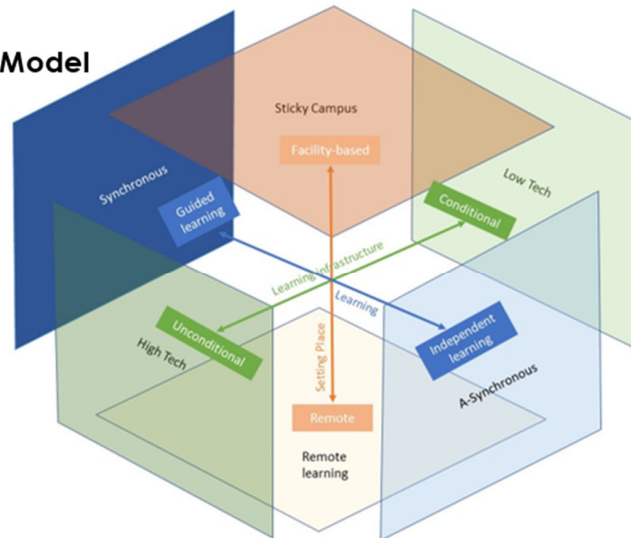 Model
Sticky Campus
Facility-based
Synchronous
Guided
learning
Low Tech
Conditional
Learning infrastructure
Learning
Unconditional
High Tech
Setting Place
Independent
learning
A-Synchronous
Remote
Remote
learning